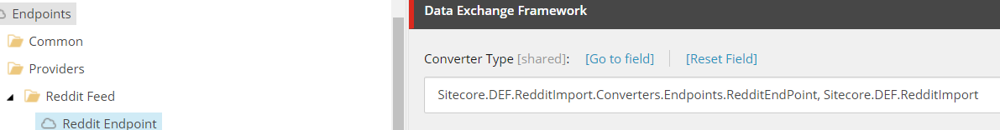 Endpoints
Common
Providers
Reddit Feed
Reddit Endpoint
Data Exchange Framework
Converter Type [shared]: [Go to field] [Reset Field]
Sitecore.DEF.RedditImport.Converters.Endpoints.RedditEndPoint, Sitecore.DEF.RedditImport